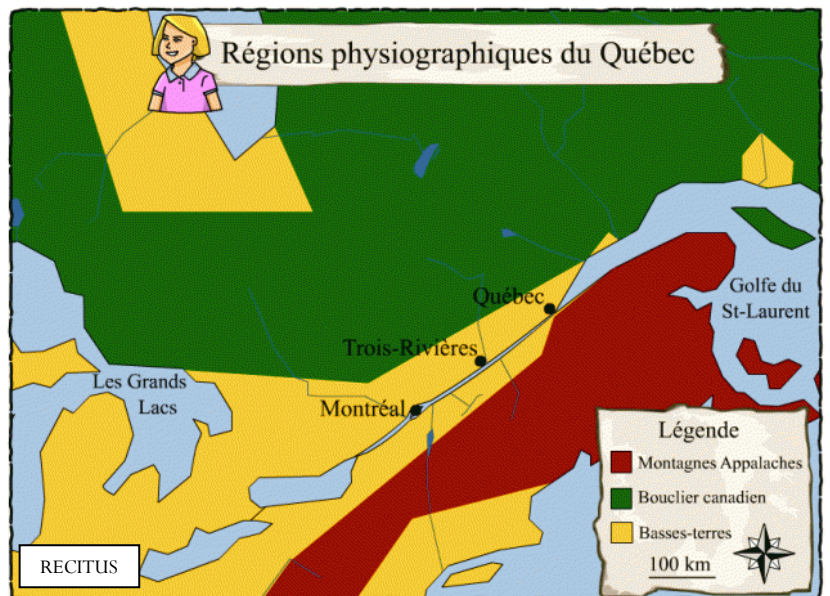 Régions physiographiques du Québec
Québec
Golfe du
St-Laurent
Trois-Rivières
Les Grands
Lacs
Montréal
Légende
Montagnes Appalaches
Bouclier canadien
Basses-terres
100 km
RECITUS